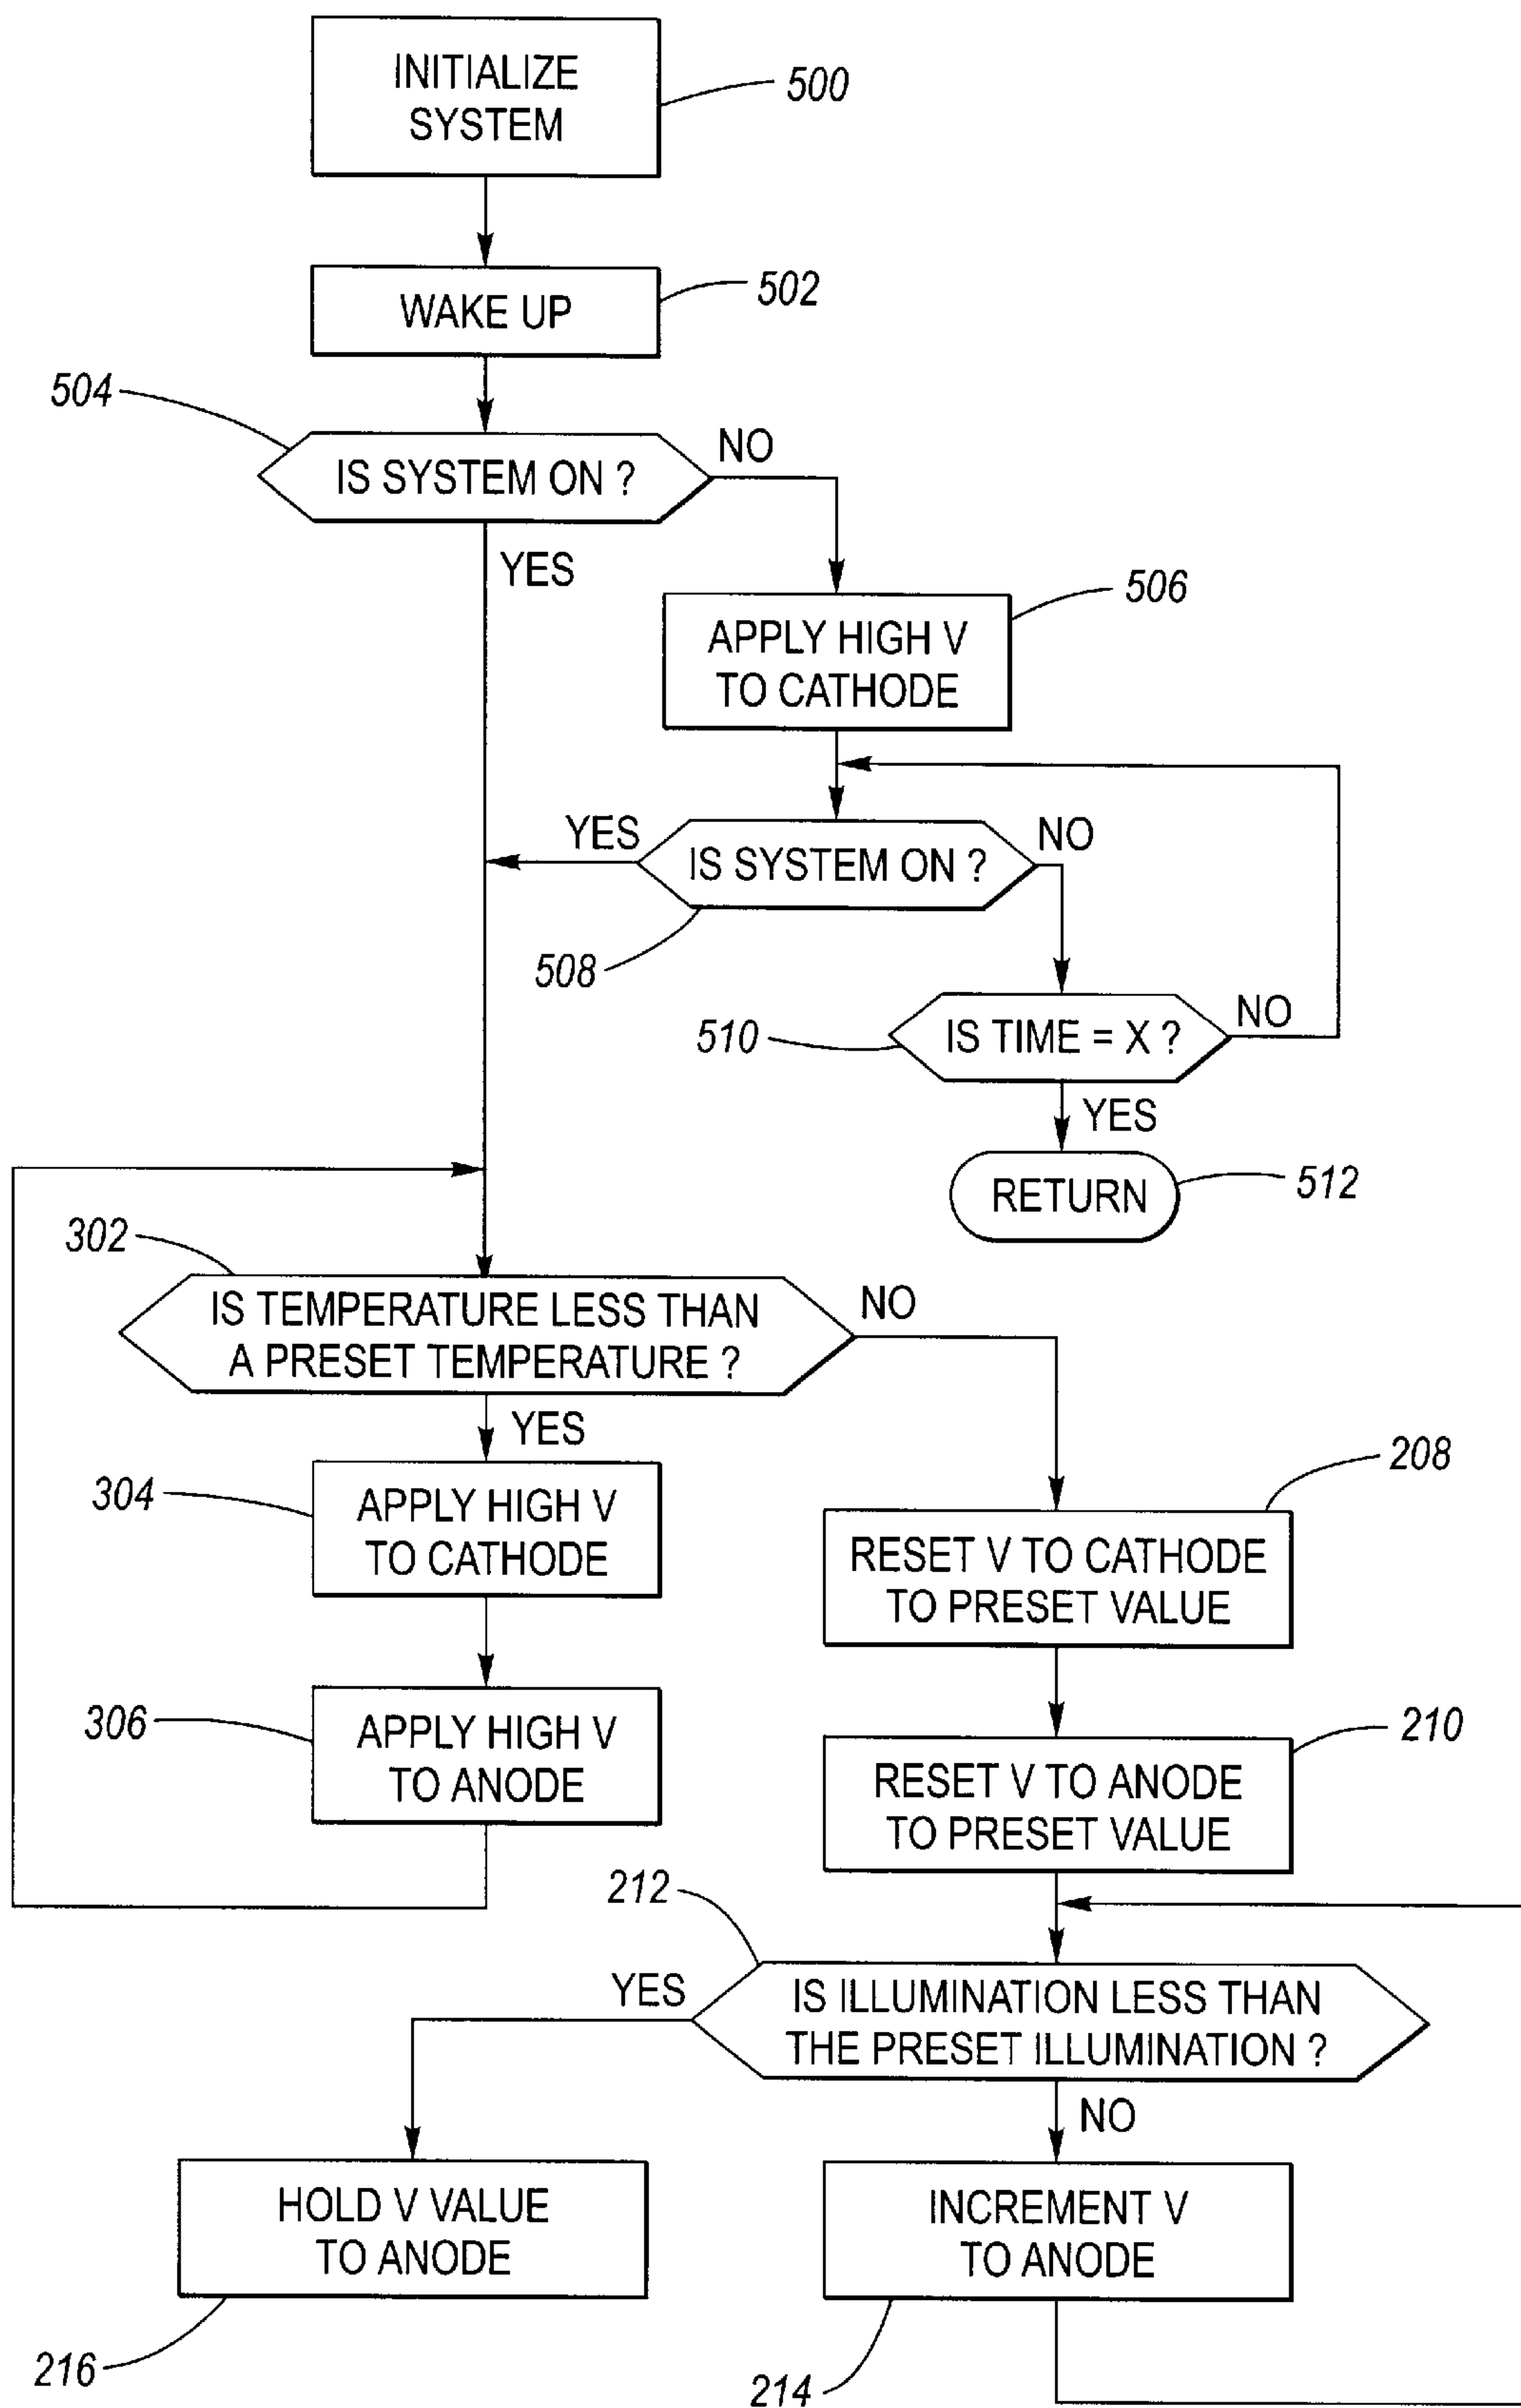 INITIALIZE
SYSTEM
500
WAKE UP
502
504
IS SYSTEM ON ?
NO
YES
506
APPLY HIGH V
TO CATHODE
YES
IS SYSTEM ON ?
NO
508
510
IS TIME = X ?
NO
YES
RETURN
512
302
IS TEMPERATURE LESS THAN
A PRESET TEMPERATURE ?
NO
YES
304
APPLY HIGH V
TO CATHODE
208
RESET V TO CATHODE
TO PRESET VALUE
306
APPLY HIGH V
TO ANODE
210
RESET V TO ANODE
TO PRESET VALUE
212
YES
IS ILLUMINATION LESS THAN
THE PRESET ILLUMINATION ?
NO
HOLD V VALUE
TO ANODE
INCREMENT V
TO ANODE
216
214